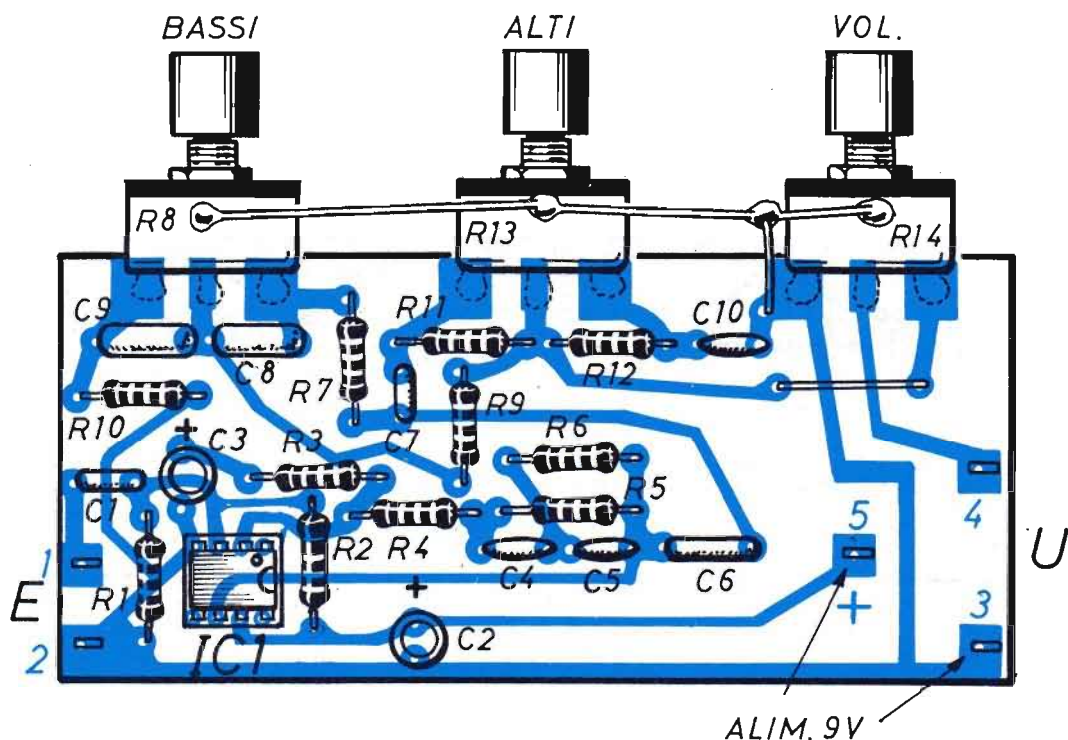 BASSI ALTI VOL.
R8 R13 R14
C9 R11 C10
C8 R7 R12
R10 C7 R9
+ C3 R3 R6
C1 R5 4
1 R2 R4 5
E R1 C4 C5 C6 U
+ + 3
2 IC1 C2
ALIM. 9V